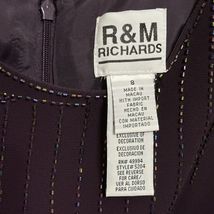 R&M
RICHARDS
8
MADE IN
MACAU
WITH IMPORT
FABRIC
HECHO EN
MACAU
CON MATERIAL
IMPORTADO
EXCLUSIVE OF
DECORATION
EXCLUSIVO DE
DECORACION
RN# 49994
STYLE# 5204
SEE REVERSE
FOR CARE/
VER AL DORSO
PARA CUIDADO